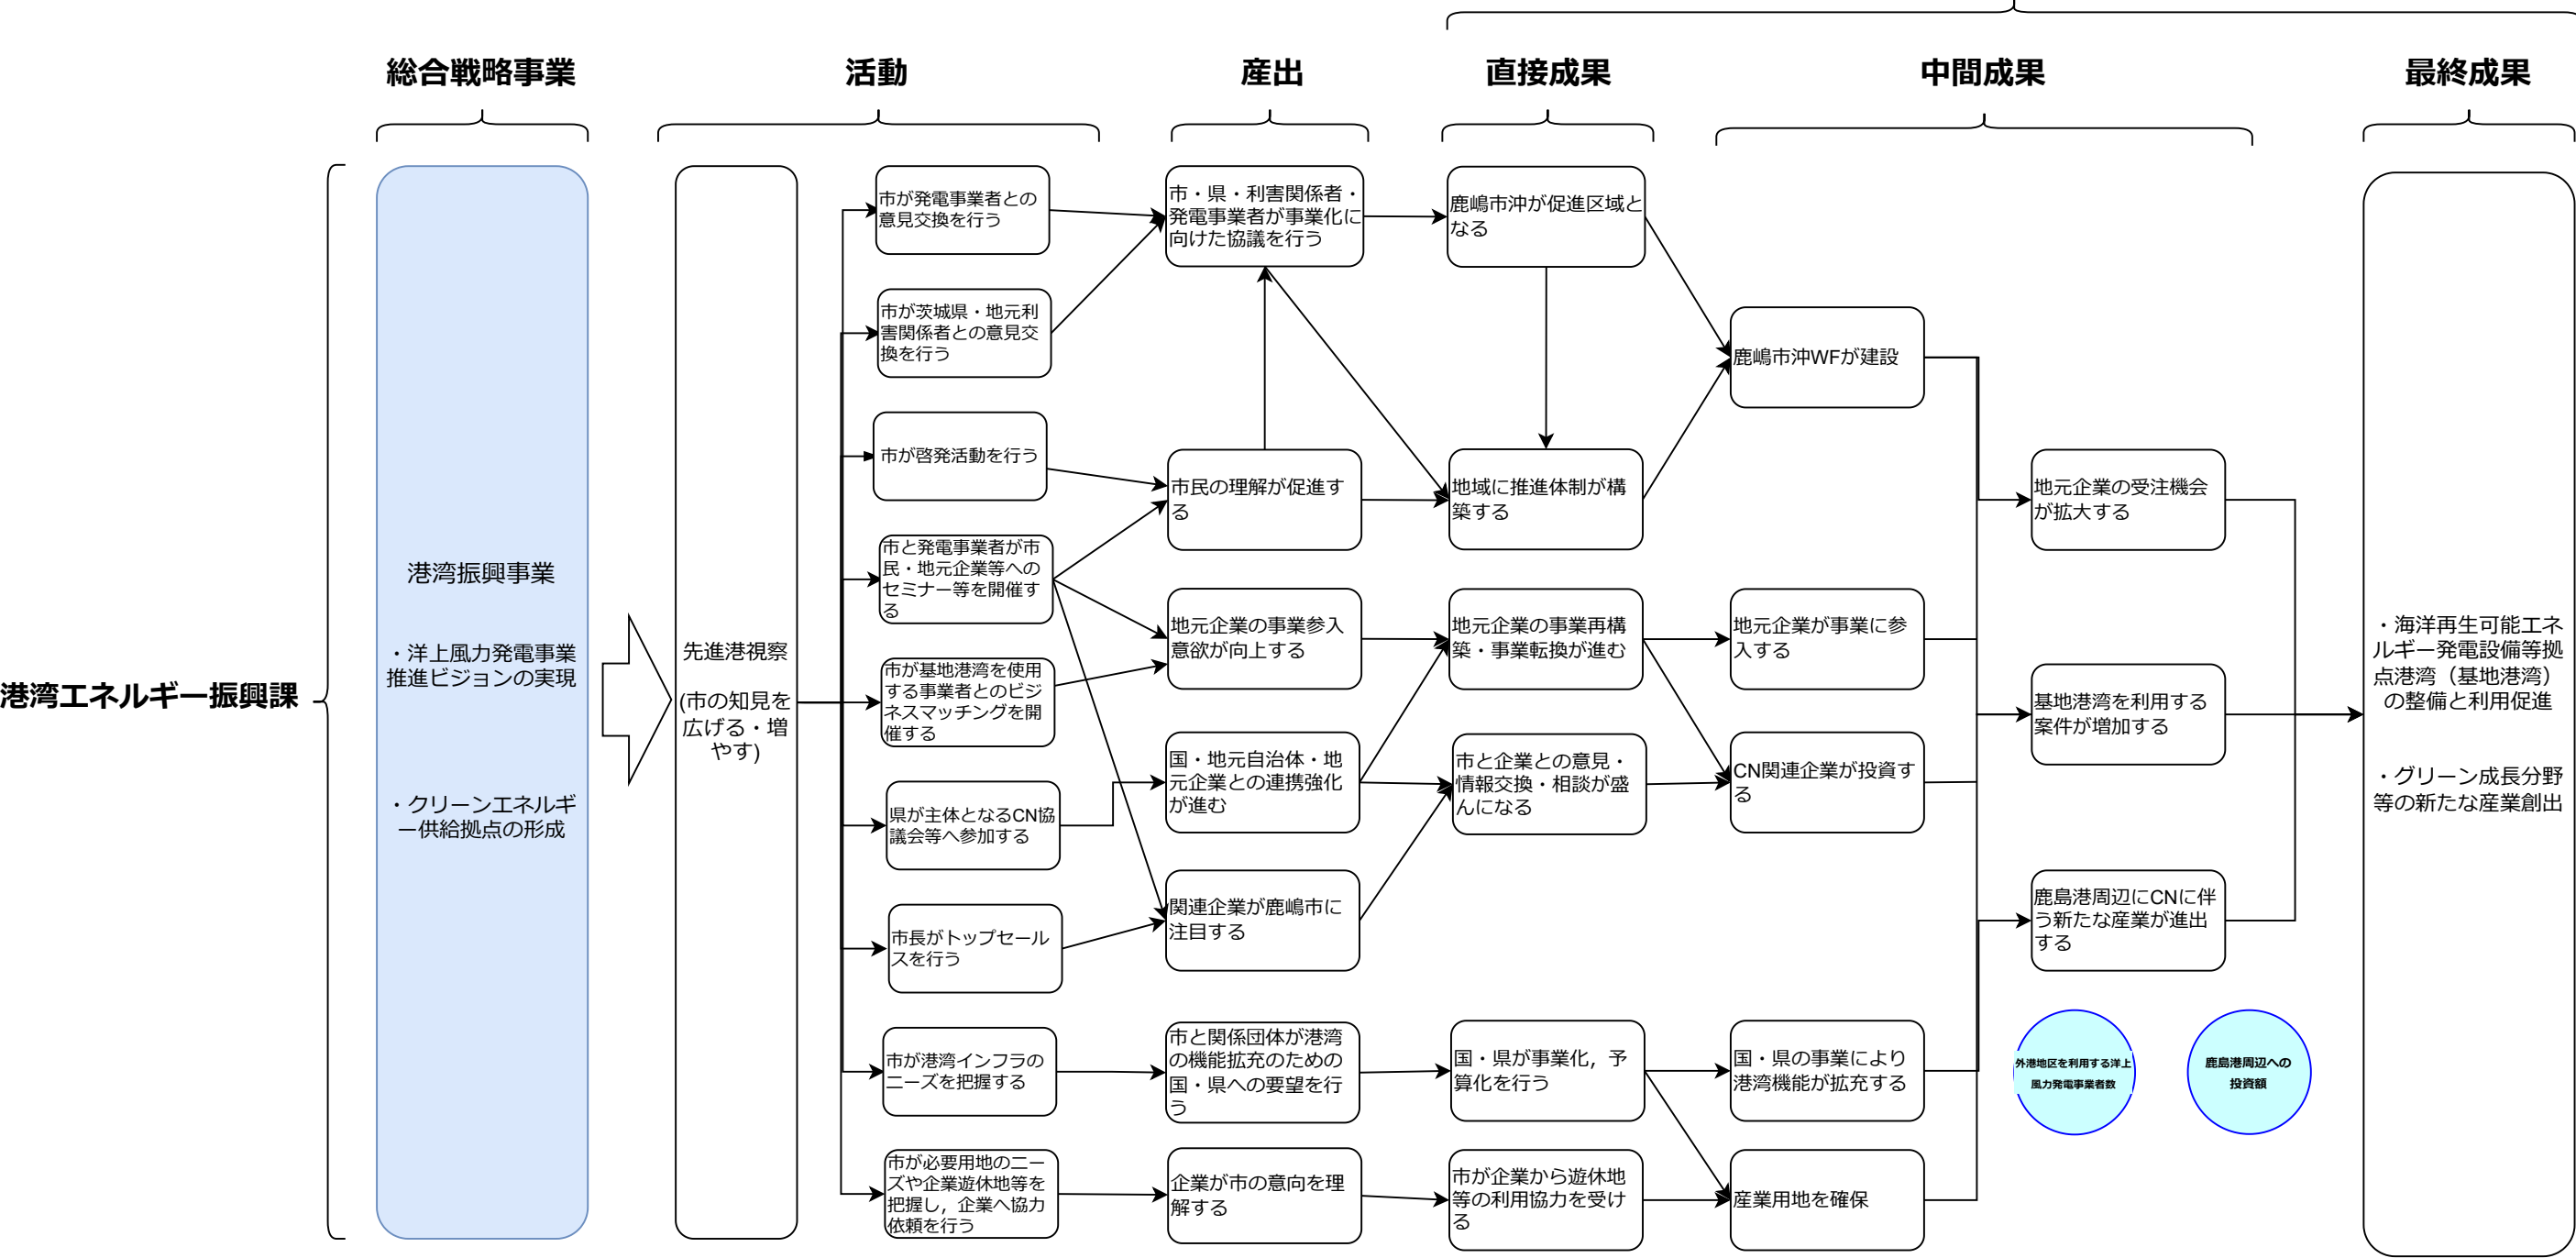 総合戦略事業
活動
産出
直接成果
中間成果
最終成果
港湾エネルギー振興課
港湾振興事業
・洋上風力発電事業
推進ビジョンの実現
・クリーンエネルギ
ー供給拠点の形成
先進港視察
(市の知見を
広げる・増
やす)
市が発電事業者との
意見交換を行う
市が茨城県・地元利
害関係者との意見交
換を行う
市が啓発活動を行う
市と発電事業者が市
民・地元企業等への
セミナー等を開催す
る
市が基地港湾を使用
する事業者とのビジ
ネスマッチングを開
催する
県が主体となるCN協
議会等へ参加する
市長がトップセール
スを行う
市が港湾インフラの
ニーズを把握する
市が必要用地のニー
ズや企業遊休地等を
把握し，企業へ協力
依頼を行う
市・県・利害関係者・
発電事業者が事業化に
向けた協議を行う
市民の理解が促進す
る
地元企業の事業参入
意欲が向上する
国・地元自治体・地
元企業との連携強化
が進む
関連企業が鹿嶋市に
注目する
市と関係団体が港湾
の機能拡充のための
国・県への要望を行
う
企業が市の意向を理
解する
鹿嶋市沖が促進区域と
なる
地域に推進体制が構
築する
地元企業の事業再構
築・事業転換が進む
市と企業との意見・
情報交換・相談が盛
んになる
国・県が事業化，予
算化を行う
市が企業から遊休地
等の利用協力を受け
る
鹿嶋市沖WFが建設
地元企業が事業に参
入する
CN関連企業が投資す
る
国・県の事業により
港湾機能が拡充する
産業用地を確保
地元企業の受注機会
が拡大する
基地港湾を利用する
案件が増加する
鹿島港周辺にCNに伴
う新たな産業が進出
する
外港地区を利用する洋上
風力発電事業者数
鹿島港周辺への
投資額
・海洋再生可能エネ
ルギー発電設備等拠
点港湾（基地港湾）
の整備と利用促進
・グリーン成長分野
等の新たな産業創出